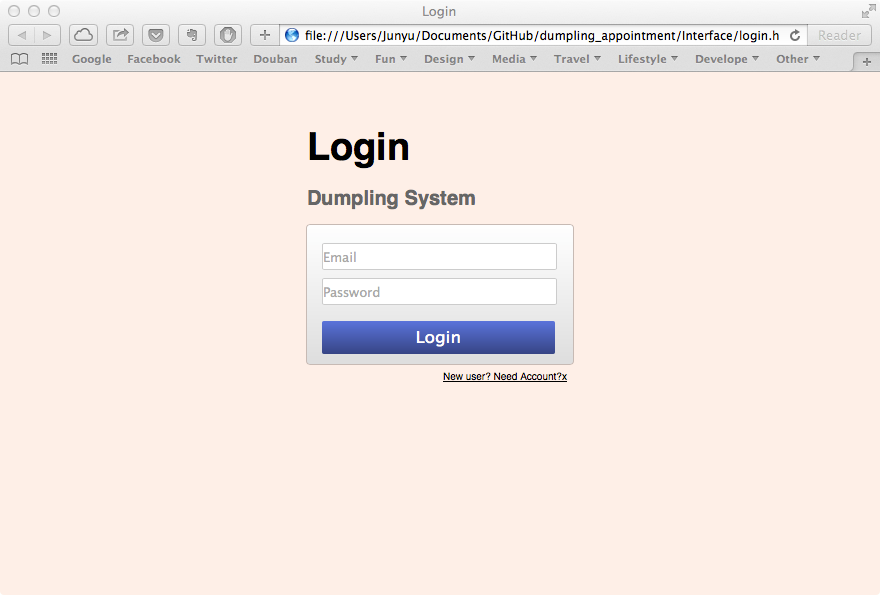 Login
file:///Users/Junyu/Documents/GitHub/dumpling_appointment/Interface/login.h
Reader
Google Facebook Twitter Douban Study Fun Design Media Travel Lifestyle Develope Other
Login
Dumpling System
Email
Password
Login
New user? Need Account?x